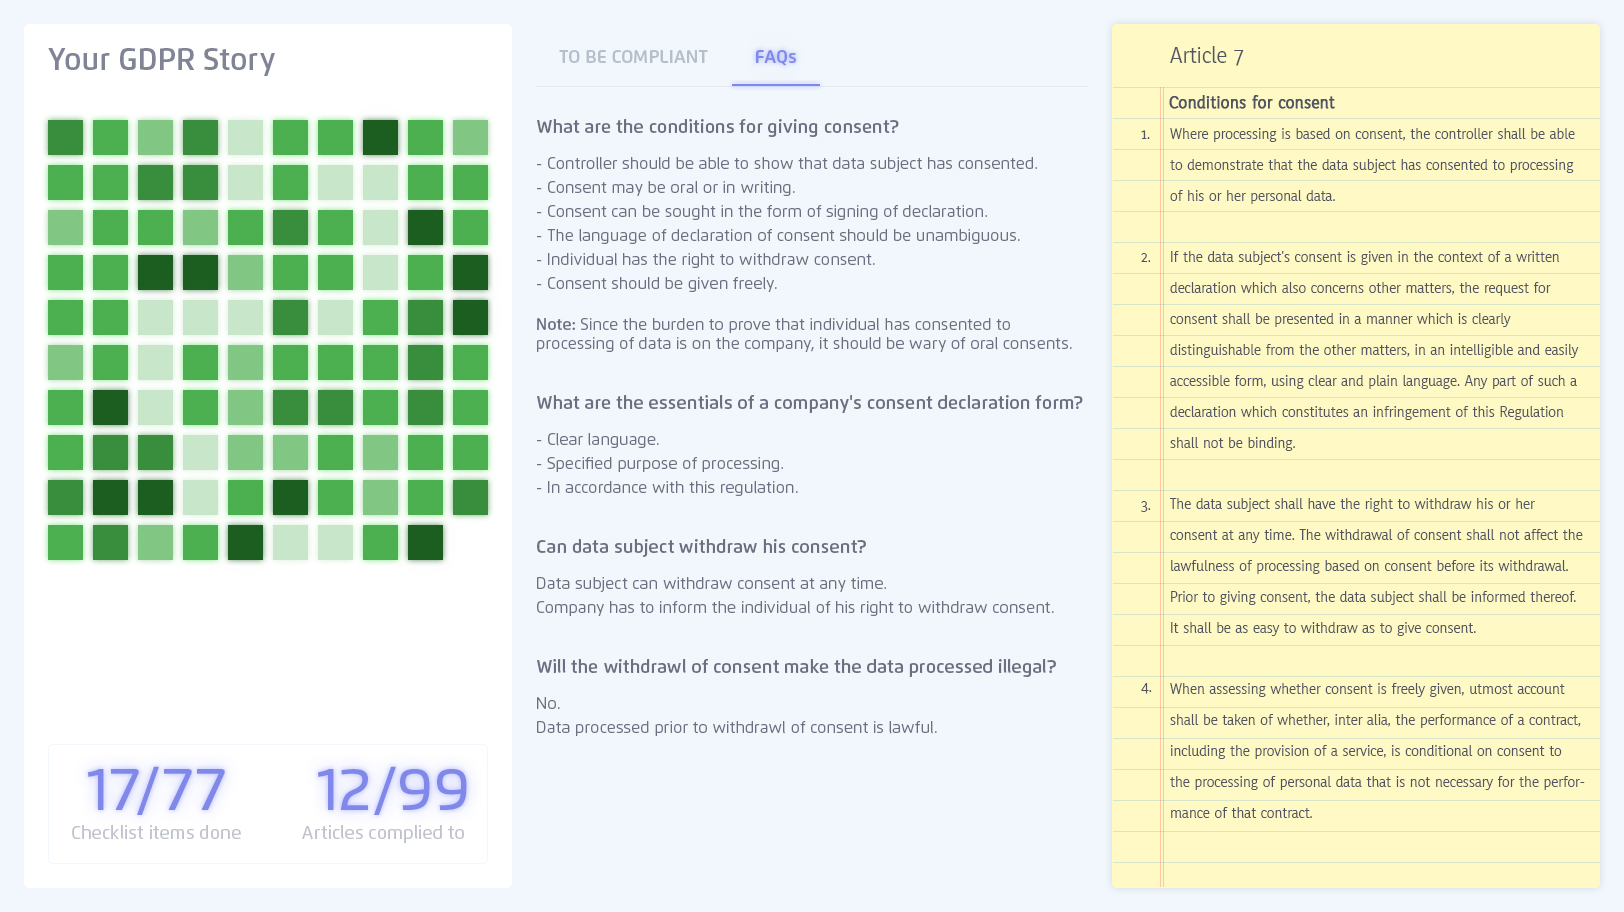 Your GDPR Story
17/77
Checklist items done
12/99
Articles complied to
TO BE COMPLIANT
FAQs
What are the conditions for giving consent?
- Controller should be able to show that data subject has consented.
- Consent may be oral or in writing.
- Consent can be sought in the form of signing of declaration.
- The language of declaration of consent should be unambiguous.
- Individual has the right to withdraw consent.
- Consent should be given freely.
Note: Since the burden to prove that individual has consented to
processing of data is on the company, it should be wary of oral consents.
What are the essentials of a company's consent declaration form?
- Clear language.
- Specified purpose of processing.
- In accordance with this regulation.
Can data subject withdraw his consent?
Data subject can withdraw consent at any time.
Company has to inform the individual of his right to withdraw consent.
Will the withdrawl of consent make the data processed illegal?
No.
Data processed prior to withdrawl of consent is lawful.
Article 7
Conditions for consent
1. Where processing is based on consent, the controller shall be able
to demonstrate that the data subject has consented to processing
of his or her personal data.
2. If the data subject's consent is given in the context of a written
declaration which also concerns other matters, the request for
consent shall be presented in a manner which is clearly
distinguishable from the other matters, in an intelligible and easily
accessible form, using clear and plain language. Any part of such a
declaration which constitutes an infringement of this Regulation
shall not be binding.
3. The data subject shall have the right to withdraw his or her
consent at any time. The withdrawal of consent shall not affect the
lawfulness of processing based on consent before its withdrawal.
Prior to giving consent, the data subject shall be informed thereof.
It shall be as easy to withdraw as to give consent.
4. When assessing whether consent is freely given, utmost account
shall be taken of whether, inter alia, the performance of a contract,
including the provision of a service, is conditional on consent to
the processing of personal data that is not necessary for the perfor-
mance of that contract.